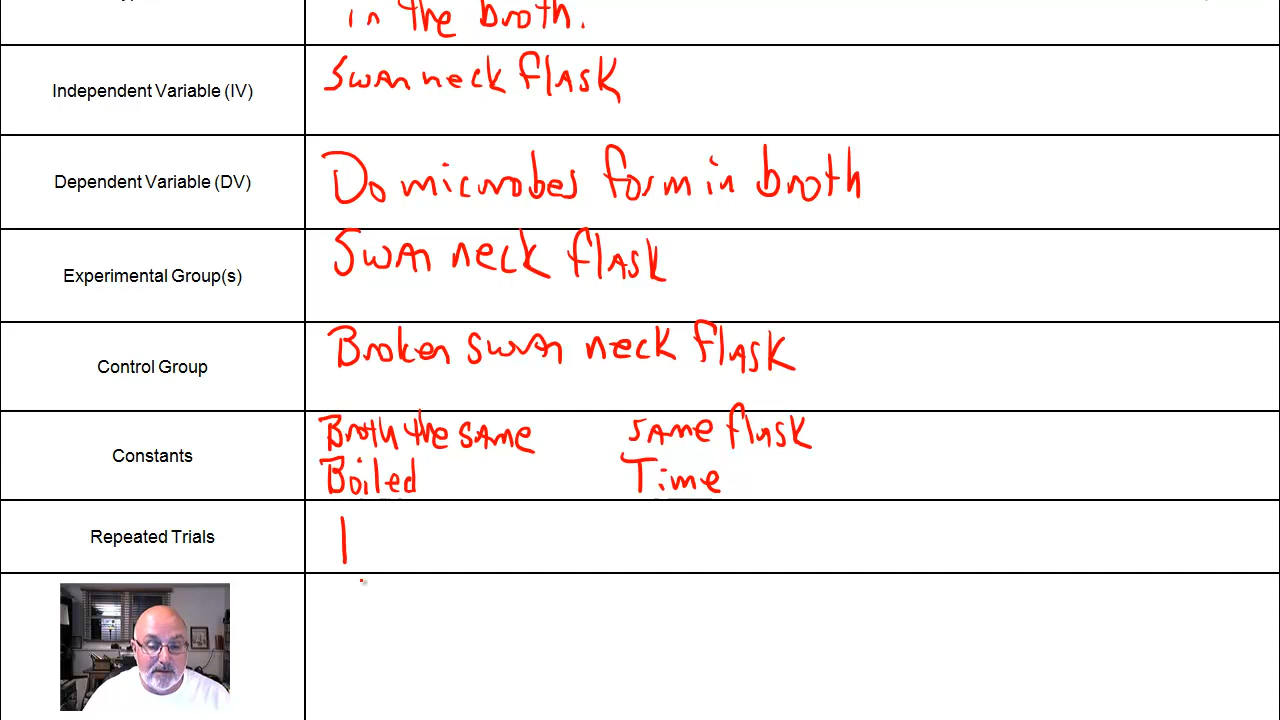 in the broth.
Independent Variable (IV)
Swan neck flask
Dependent Variable (DV)
Do microbes form in broth
Experimental Group(s)
Swan neck flask
Control Group
Broken swan neck flask
Constants
Broth the same same flask
Boiled Time
Repeated Trials
1